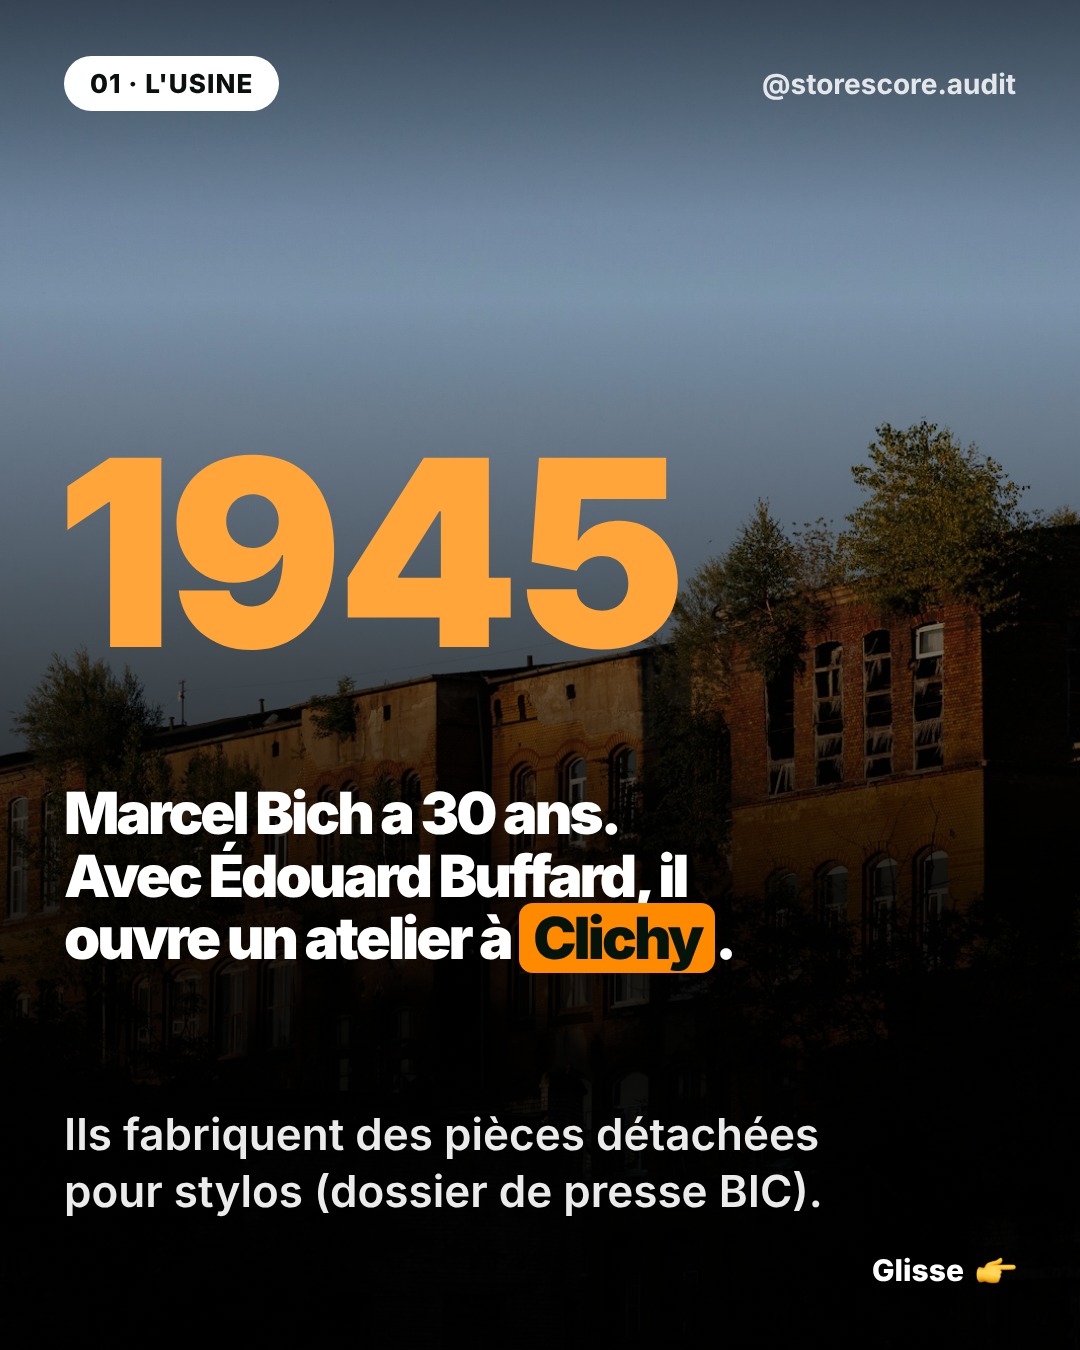 01 · L'USINE
@storescore.audit
1945
Marcel Bich a 30 ans.
Avec Édouard Buffard, il
ouvre un atelier à Clichy.
Ils fabriquent des pièces détachées
pour stylos (dossier de presse BIC).
Glisse 👉